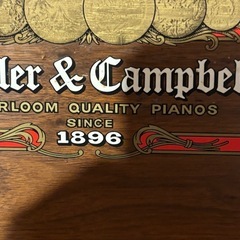 ler & Campbel
RLOOM QUALITY PIANOS
SINCE
1896